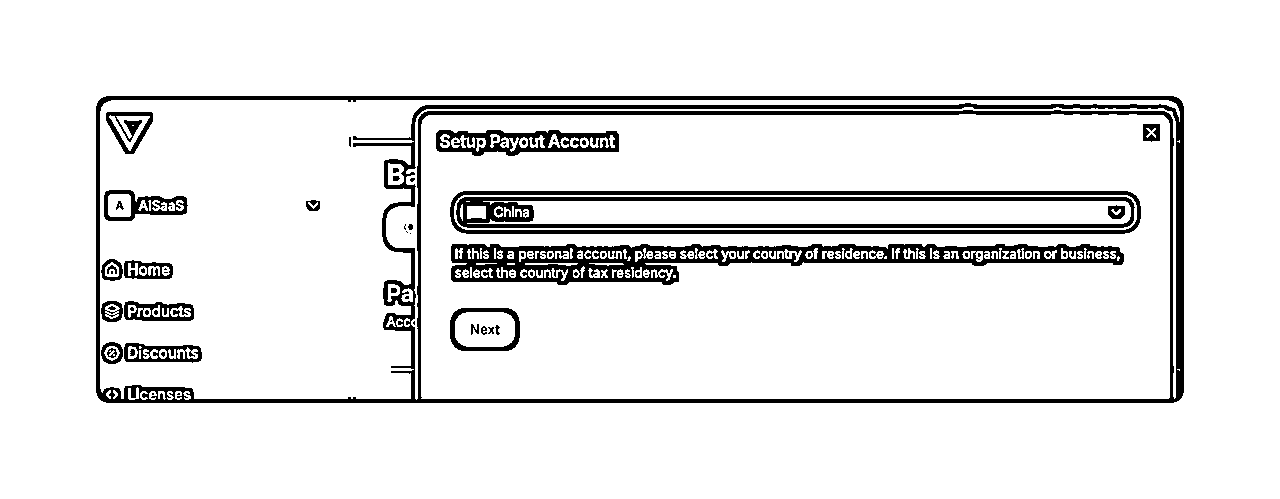 Setup Payout Account
A AISaaS
Ba
China
If this is a personal account, please select your country of residence. If this is an organization or business,
select the country of tax residency.
Home
Pa
Products
Acco
Next
Discounts
Licenses